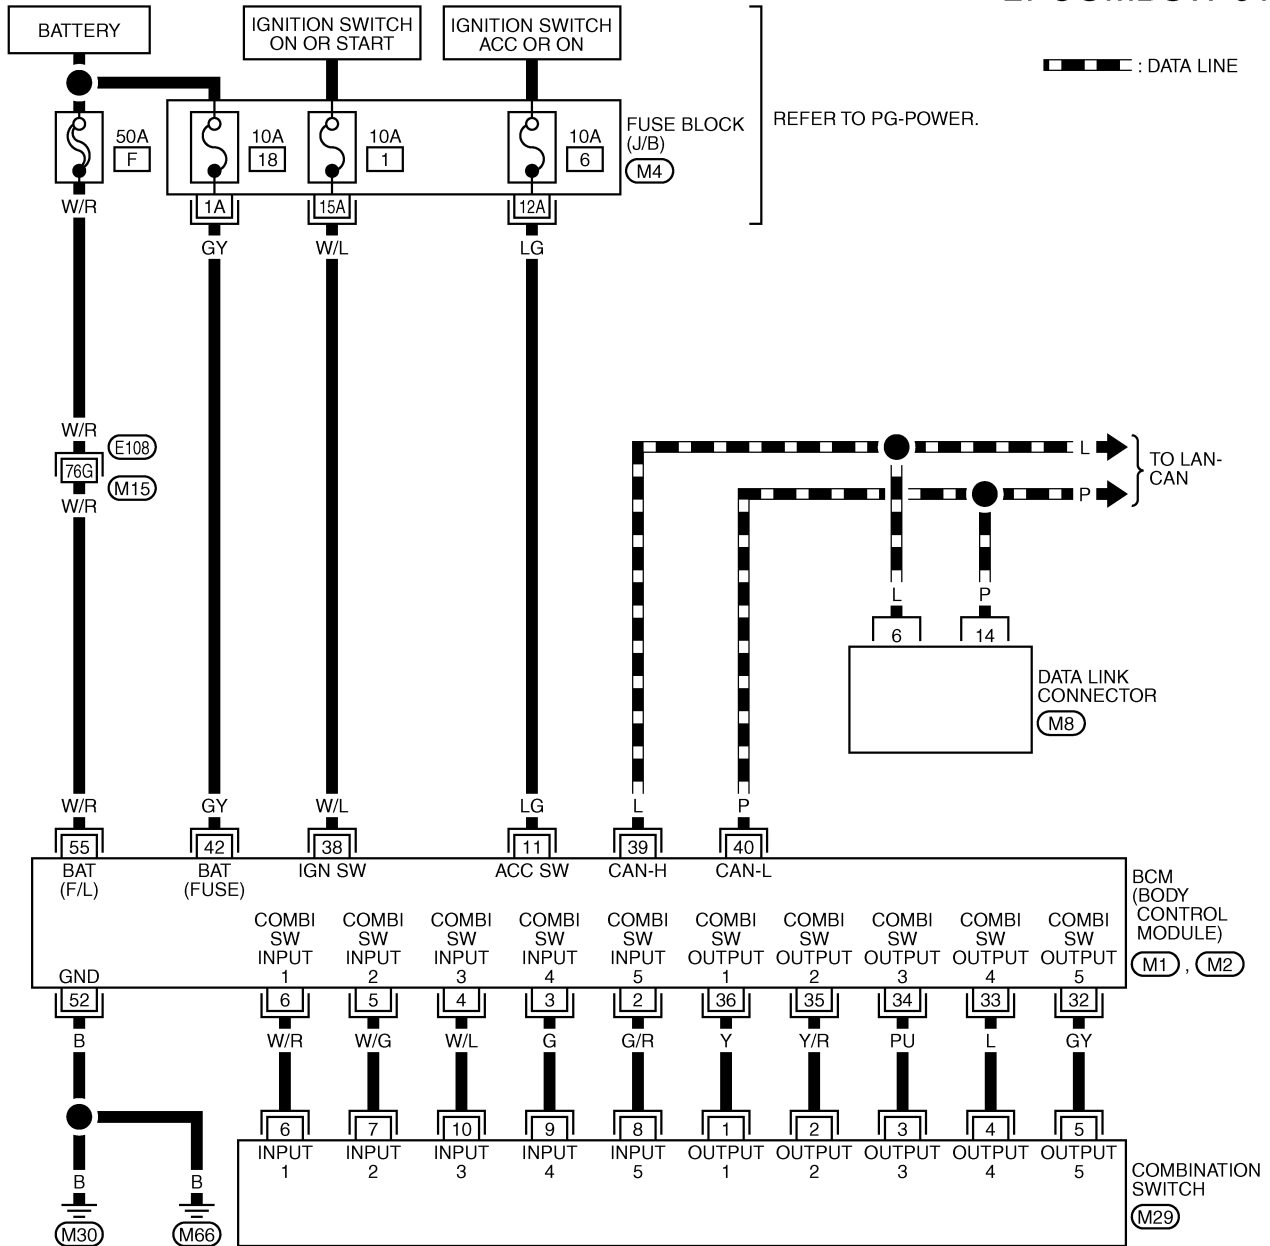 BATTERY
IGNITION SWITCH
ON OR START
IGNITION SWITCH
ACC OR ON
: DATA LINE
REFER TO PG-POWER.
50A
F
10A
18
10A
1
10A
6
FUSE BLOCK
(J/B)
M4
1A
15A
12A
W/R
GY
W/L
LG
W/R
E108
76G
M15
W/R
L
P
TO LAN-
CAN
L
P
6
14
DATA LINK
CONNECTOR
M8
W/R
GY
W/L
LG
L
P
55
42
38
11
39
40
BAT
(F/L)
BAT
(FUSE)
IGN SW
ACC SW
CAN-H
CAN-L
BCM
(BODY
CONTROL
MODULE)
M1 , M2
COMBI
SW
INPUT
1
COMBI
SW
INPUT
2
COMBI
SW
INPUT
3
COMBI
SW
INPUT
4
COMBI
SW
INPUT
5
COMBI
SW
OUTPUT
1
COMBI
SW
OUTPUT
2
COMBI
SW
OUTPUT
3
COMBI
SW
OUTPUT
4
COMBI
SW
OUTPUT
5
GND
52
6
5
4
3
2
36
35
34
33
32
B
W/R
W/G
W/L
G
G/R
Y
Y/R
PU
L
GY
6
7
10
9
8
1
2
3
4
5
INPUT
1
INPUT
2
INPUT
3
INPUT
4
INPUT
5
OUTPUT
1
OUTPUT
2
OUTPUT
3
OUTPUT
4
OUTPUT
5
COMBINATION
SWITCH
M29
B
B
M30
M66